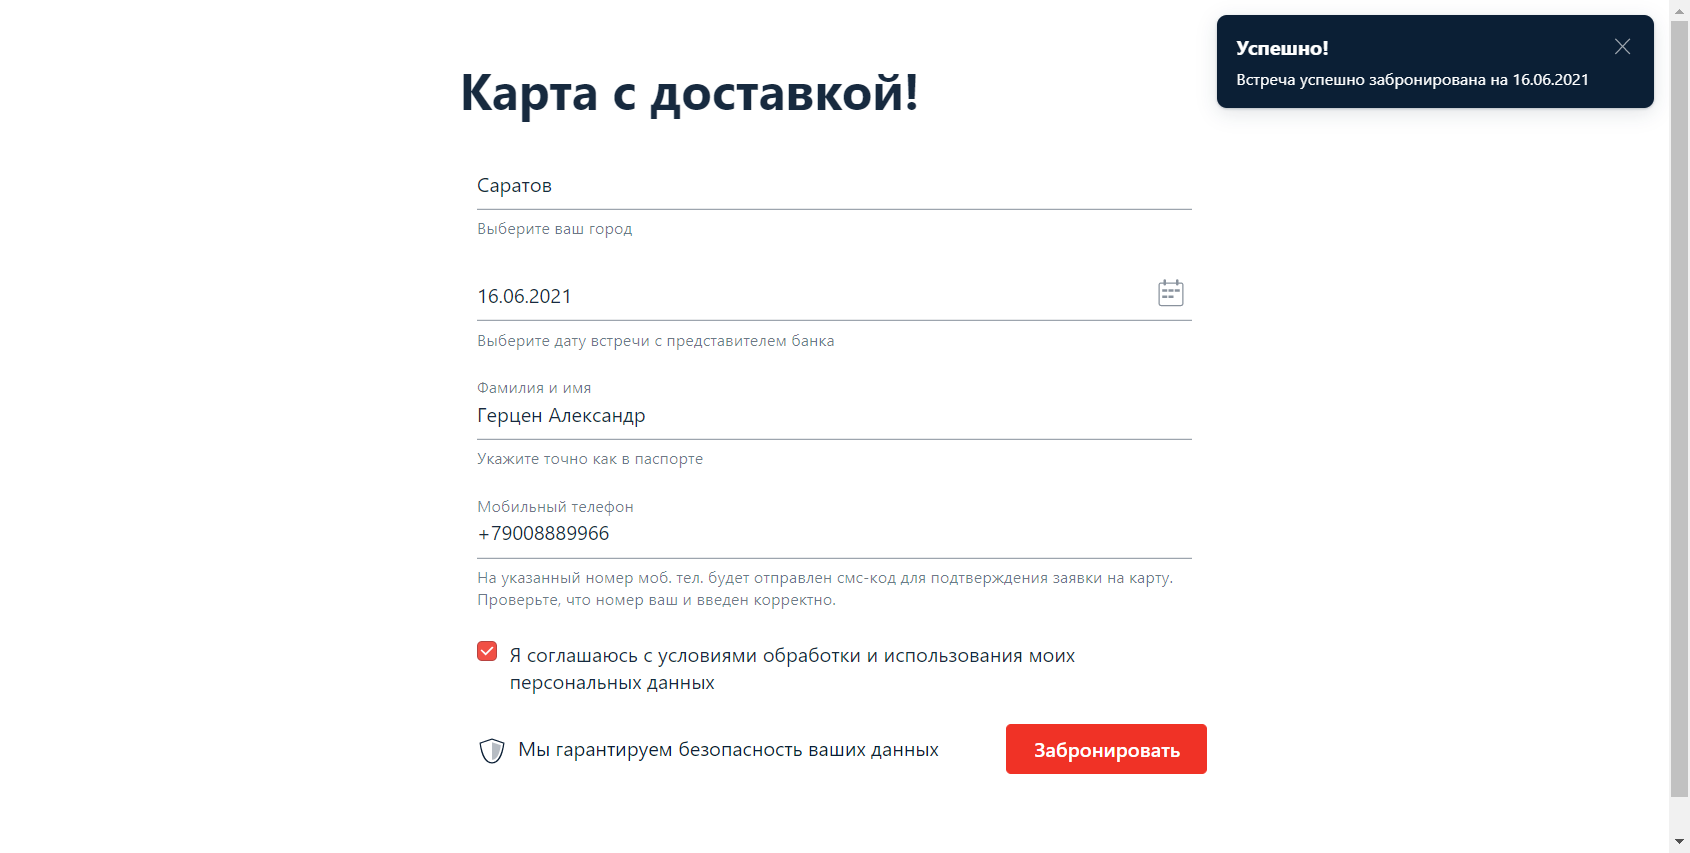 Успешно!
Встреча успешно забронирована на 16.06.2021
Карта с доставкой!
Саратов
Выберите ваш город
16.06.2021
Выберите дату встречи с представителем банка
Фамилия и имя
Герцен Александр
Укажите точно как в паспорте
Мобильный телефон
+79008889966
На указанный номер моб. тел. будет отправлен смс-код для подтверждения заявки на карту.
Проверьте, что номер ваш и введен корректно.
Я соглашаюсь с условиями обработки и использования моих
персональных данных
Мы гарантируем безопасность ваших данных
Забронировать